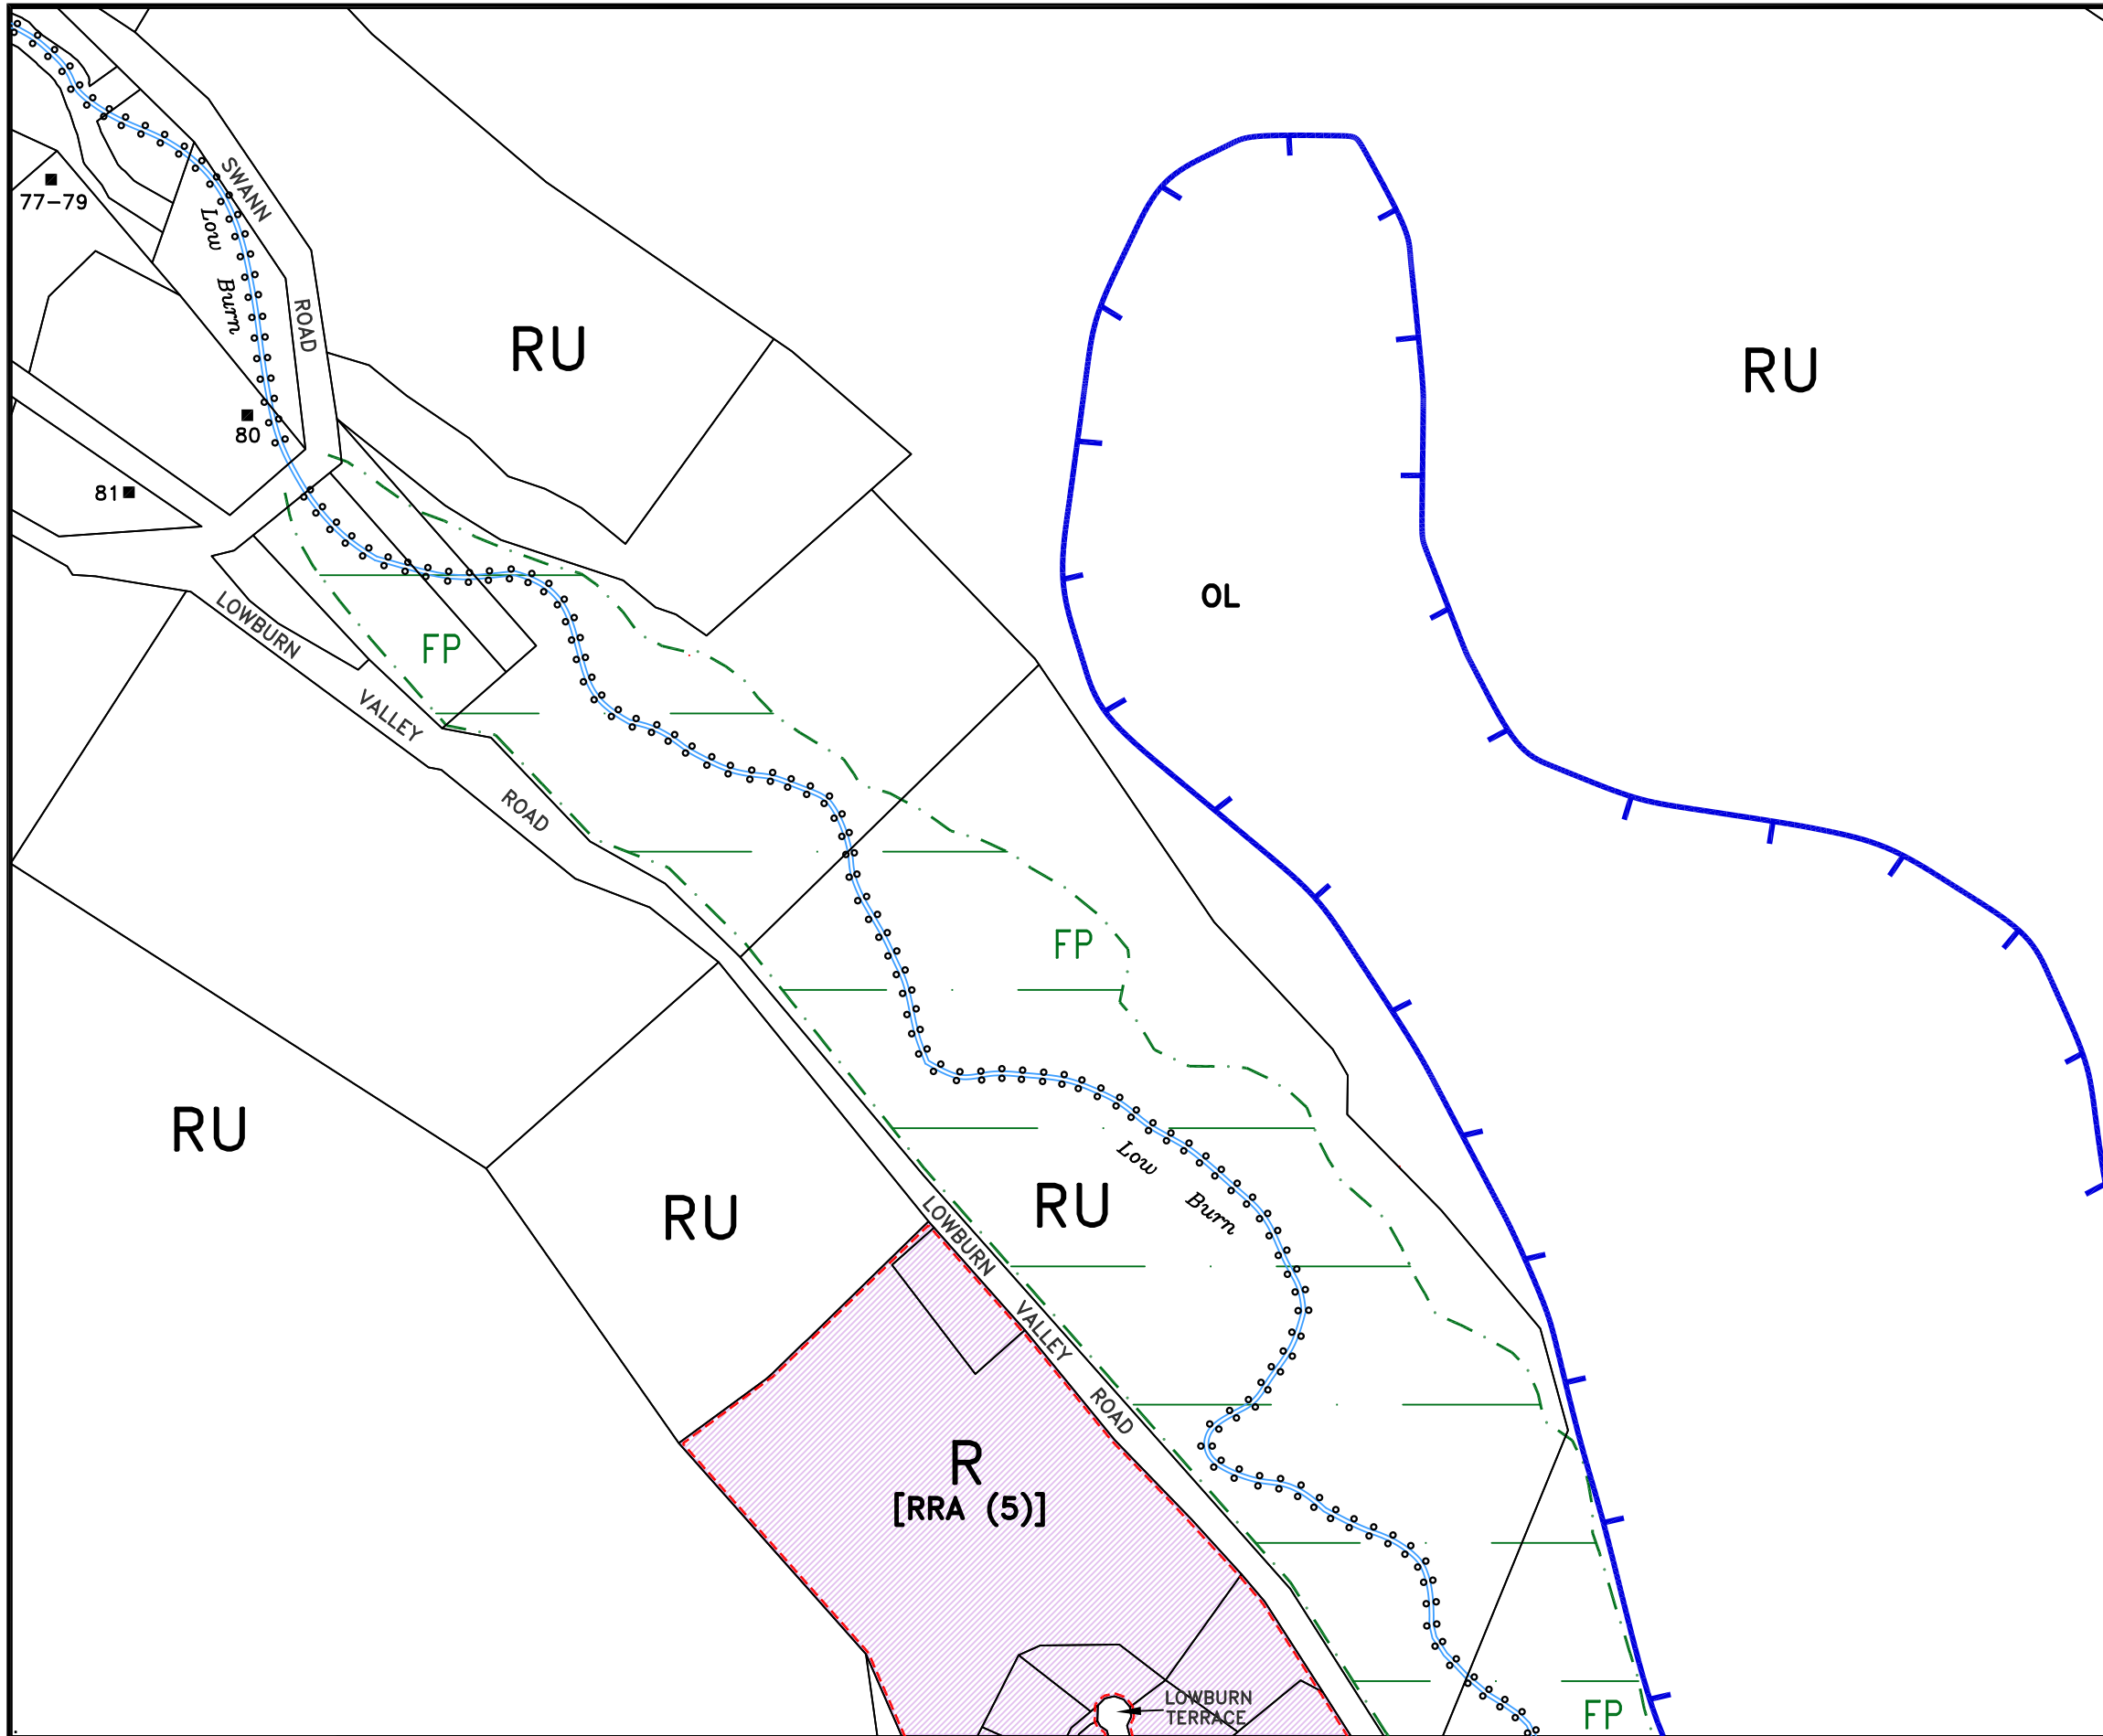 SWANN
77-79
Low
Burn
ROAD
RU
RU
80
81
OL
LOWBURN
FP
VALLEY
ROAD
FP
RU
Low
RU
RU
Burn
LOWBURN
VALLEY
ROAD
R
[RRA (5)]
LOWBURN
TERRACE
FP